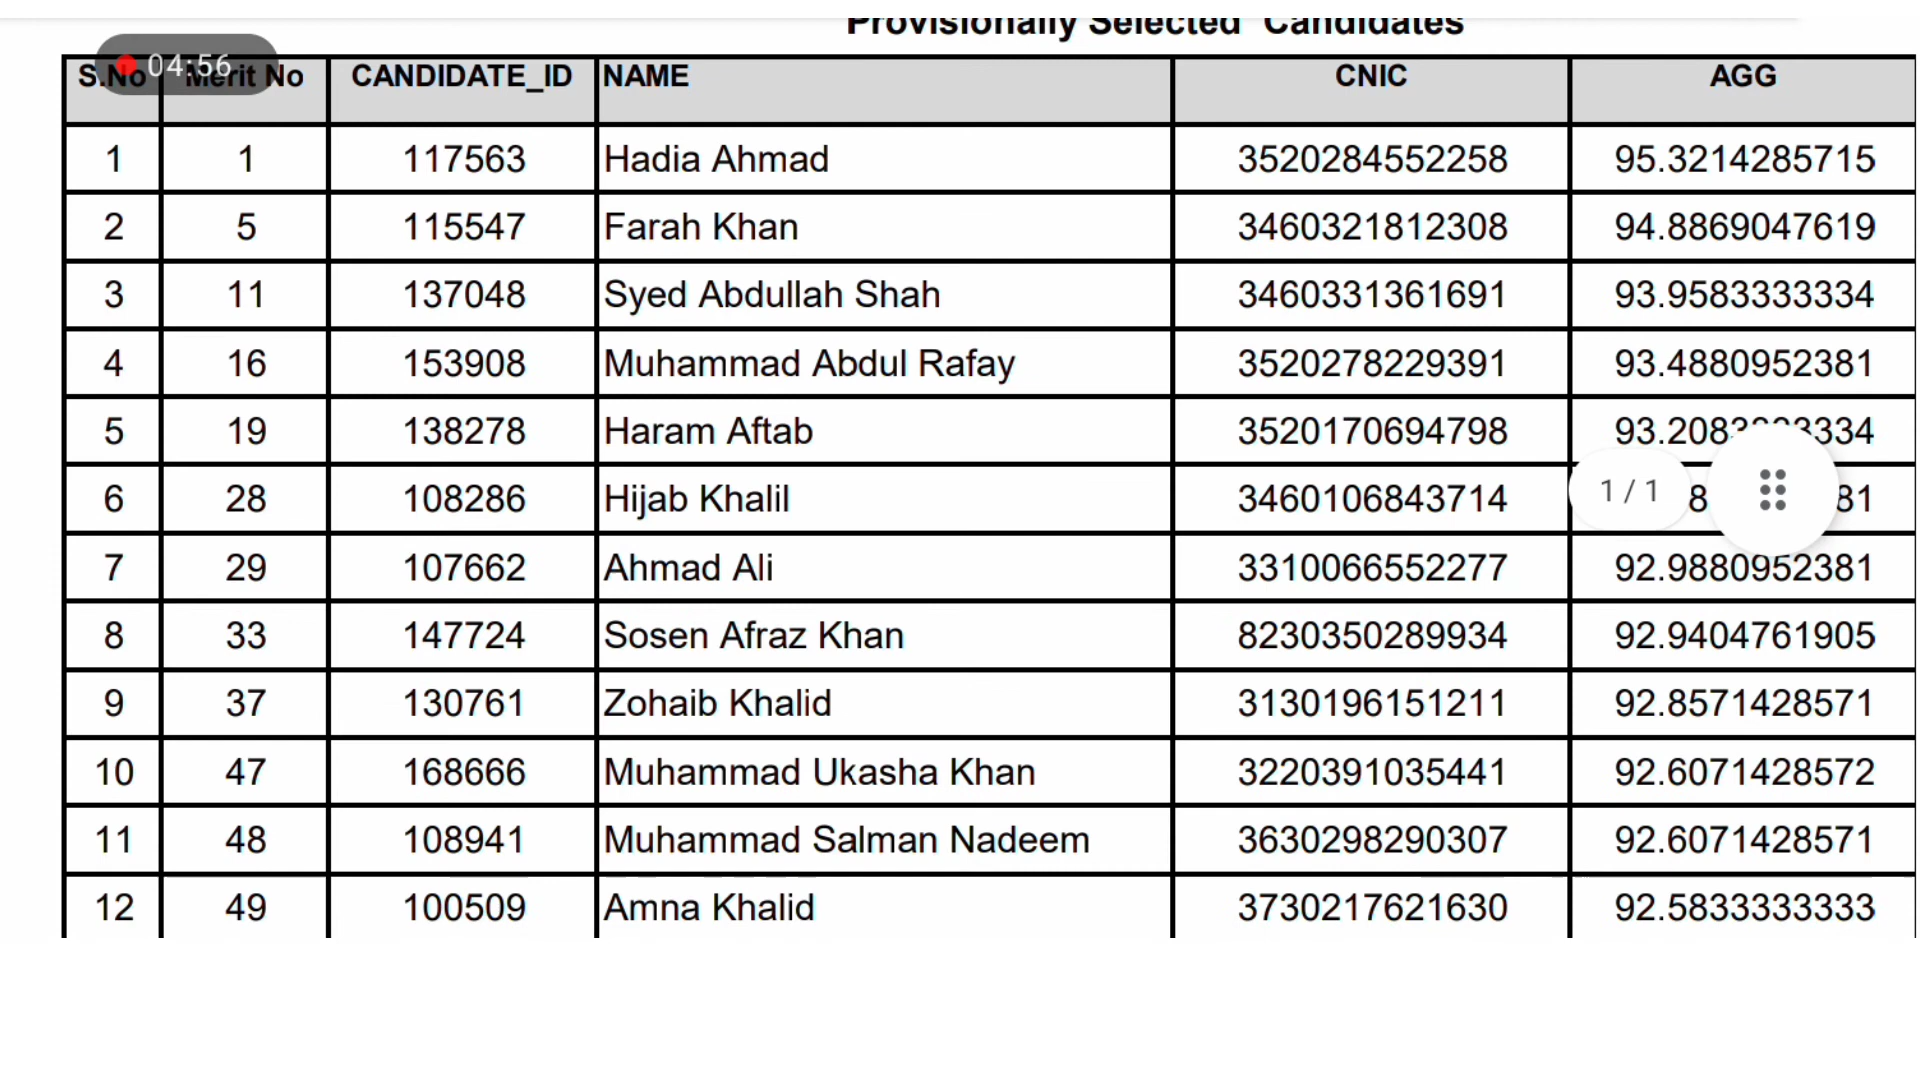 Provisionally Selected Candidates
04:56
S.No Merit No CANDIDATE_ID NAME CNIC AGG
1 1 117563 Hadia Ahmad 3520284552258 95.3214285715
2 5 115547 Farah Khan 3460321812308 94.8869047619
3 11 137048 Syed Abdullah Shah 3460331361691 93.9583333334
4 16 153908 Muhammad Abdul Rafay 3520278229391 93.4880952381
5 19 138278 Haram Aftab 3520170694798
6 28 108286 Hijab Khalil 3460106843714
1 / 1
7 29 107662 Ahmad Ali 3310066552277 92.9880952381
8 33 147724 Sosen Afraz Khan 8230350289934 92.9404761905
9 37 130761 Zohaib Khalid 3130196151211 92.8571428571
10 47 168666 Muhammad Ukasha Khan 3220391035441 92.6071428572
11 48 108941 Muhammad Salman Nadeem 3630298290307 92.6071428571
12 49 100509 Amna Khalid 3730217621630 92.5833333333